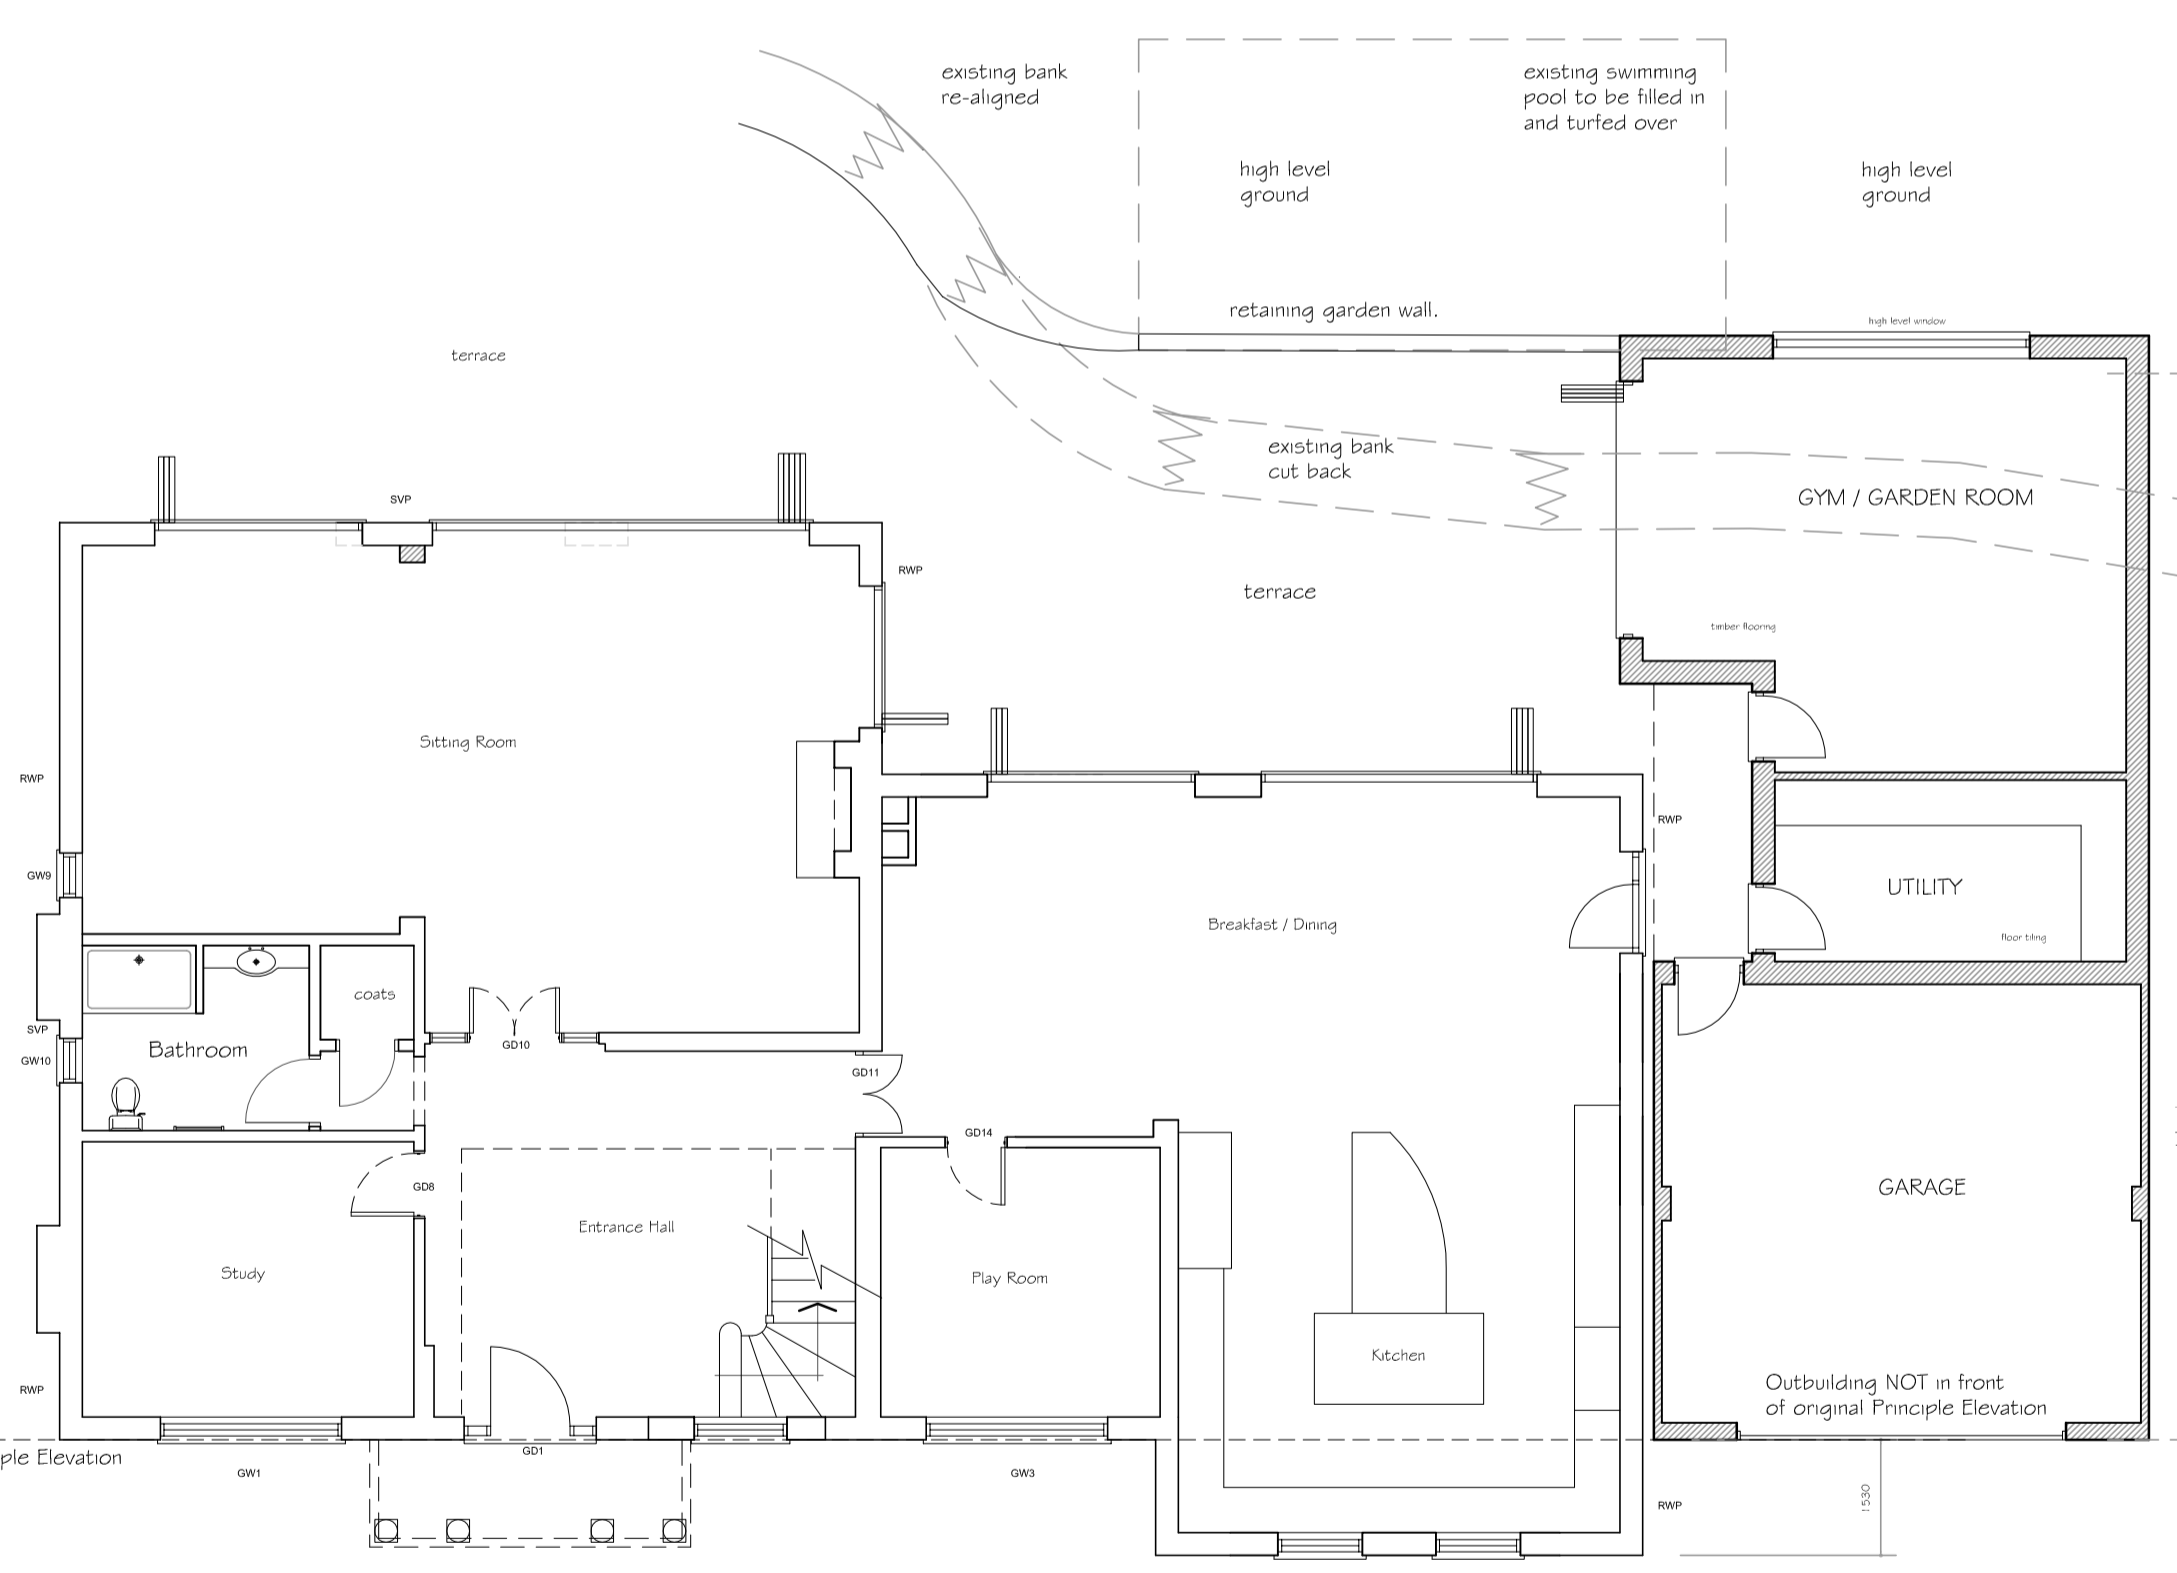 existing bank
re-aligned
existing swimming
pool to be filled in
and turfed over
high level
ground
high level
ground
retaining garden wall.
high level window
terrace
existing bank
cut back
GYM / GARDEN ROOM
SVP
RWP
terrace
timber flooring
Sitting Room
RWP
RWP
GW9
UTILITY
Breakfast / Dining
floor tiling
coats
SVP
Bathroom
GW10
GD10
GD11
GD14
GD8
GARAGE
Entrance Hall
Study
Play Room
Kitchen
RWP
Outbuilding NOT in front
of original Principle Elevation
ple Elevation
GD1
GW1
GW3
1530
RWP